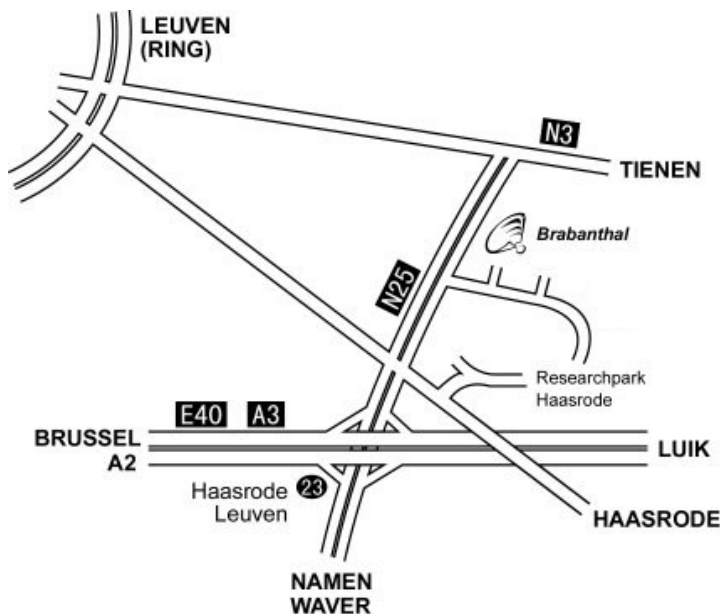 LEUVEN
(RING)
N3
TIENEN
Brabanthal
N25
Researchpark
Haasrode
E40 A3
BRUSSEL
A2
LUIK
Haasrode 23
Leuven
HAASRODE
NAMEN
WAVER